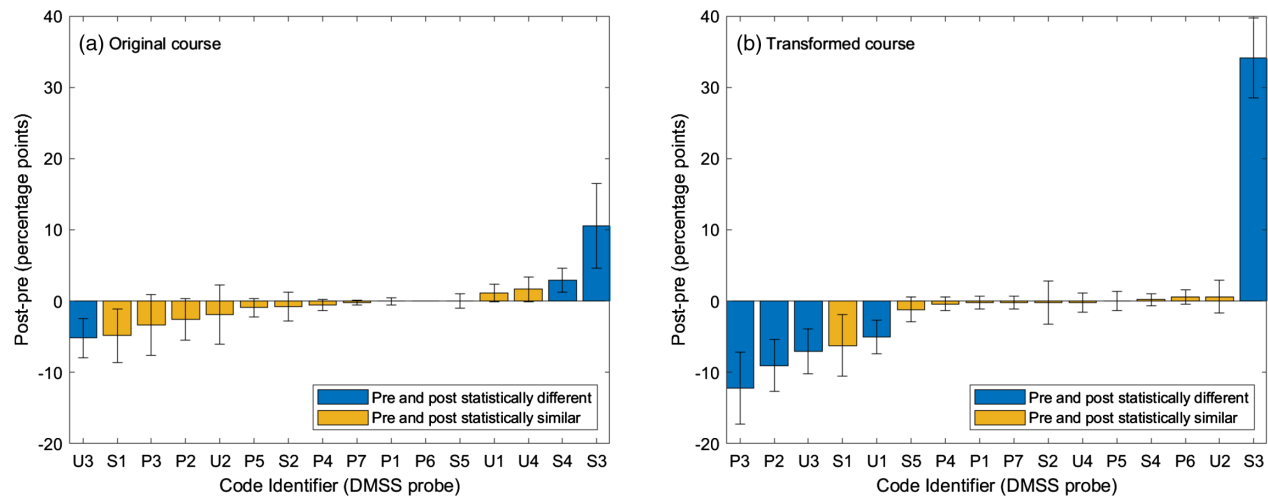 (a) Original course
Post-pre (percentage points)
40
30
20
10
0
-10
-20
Pre and post statistically different
Pre and post statistically similar
U3 S1 P3 P2 U2 P5 S2 P4 P7 P1 P6 S5 U1 U4 S4 S3
Code Identifier (DMSS probe)
(b) Transformed course
Post-pre (percentage points)
40
30
20
10
0
-10
-20
Pre and post statistically different
Pre and post statistically similar
P3 P2 U3 S1 U1 S5 P4 P1 P7 S2 U4 P5 S4 P6 U2 S3
Code Identifier (DMSS probe)